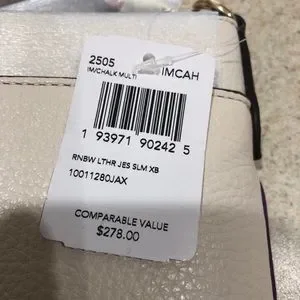 2505 IMCAH
IM/CHALK MULTI
1 93971 90242 5
RNBW LTHR JES SLM XB
10011280JAX
COMPARABLE VALUE
$278.00